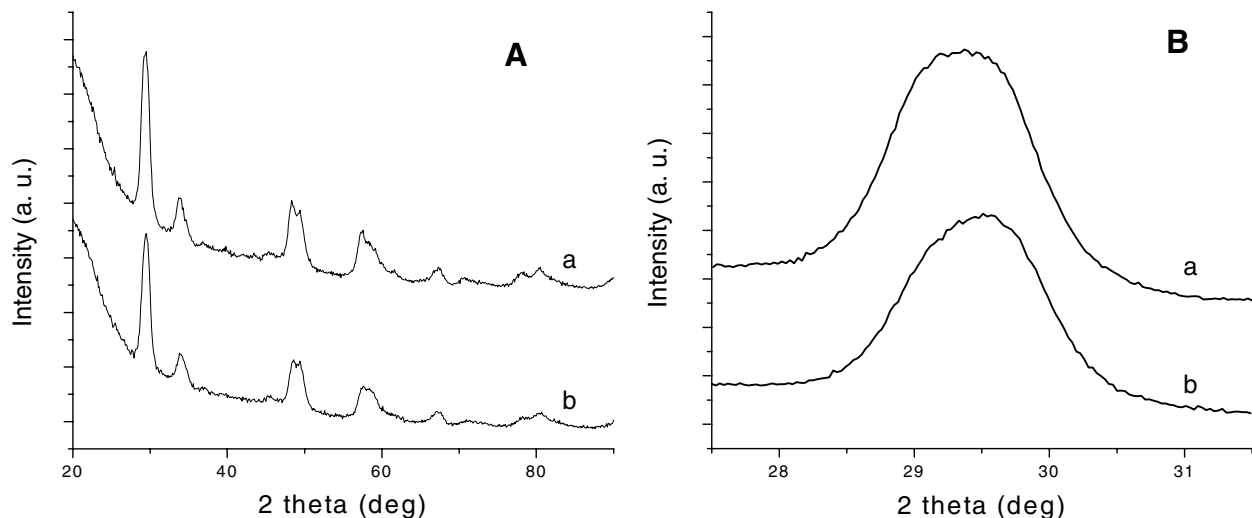 A
Intensity (a. u.)
a
b
20 40 60 80
2 theta (deg)
B
Intensity (a. u.)
a
b
28 29 30 31
2 theta (deg)